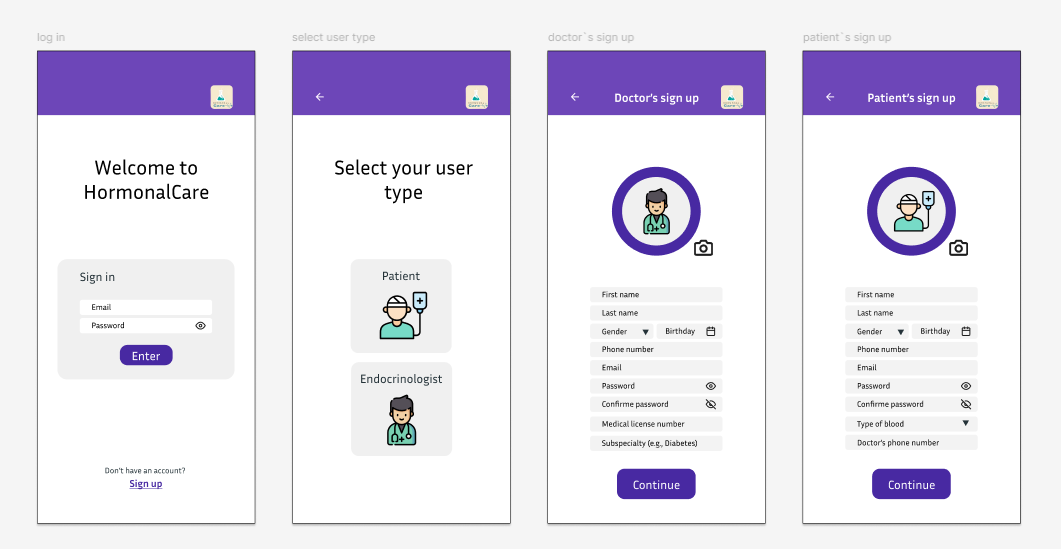 log in
Welcome to
HormonalCare
Sign in
Email
Password
Enter
Don't have an account?
Sign up
select user type
Select your user
type
Patient
Endocrinologist
doctor`s sign up
Doctor's sign up
First name
Last name
Gender
Birthday
Phone number
Email
Password
Confirme password
Medical license number
Subspecialty (e.g., Diabetes)
Continue
patient`s sign up
Patient's sign up
First name
Last name
Gender
Birthday
Phone number
Email
Password
Confirme password
Type of blood
Doctor's phone number
Continue